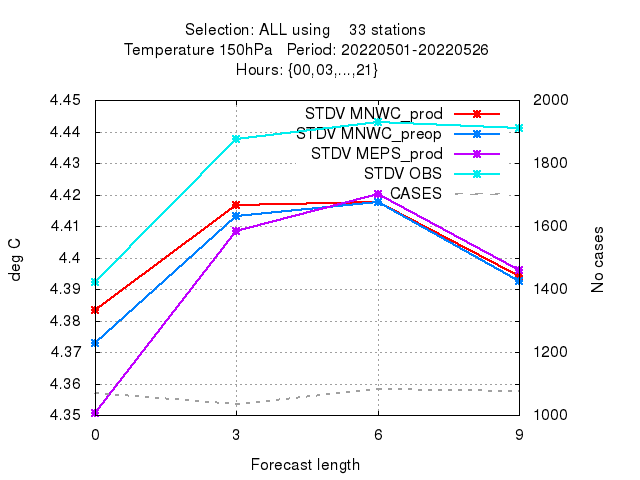 Selection: ALL using 33 stations
Temperature 150hPa Period: 20220501-20220526
Hours: {00,03,...,21}
4.45
4.44
4.43
4.42
4.41
4.4
4.39
4.38
4.37
4.36
4.35
deg C
STDV MNWC_prod
STDV MNWC_preop
STDV MEPS_prod
STDV OBS
CASES
2000
1800
1600
1400
1200
1000
No cases
0 3 6 9
Forecast length